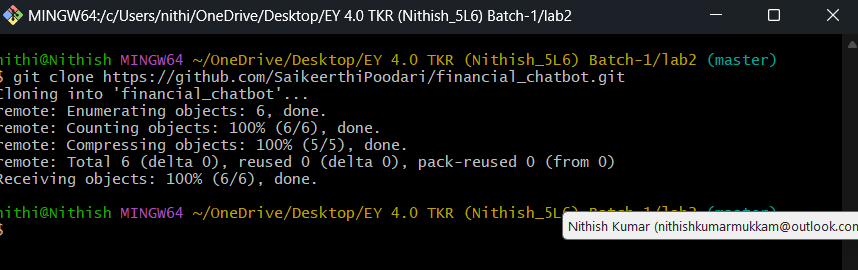 MINGW64:/c/Users/nithi/OneDrive/Desktop/EY 4.0 TKR (Nithish_5L6) Batch-1/lab2
nithi@Nithish MINGW64 ~/OneDrive/Desktop/EY 4.0 TKR (Nithish_5L6) Batch-1/lab2 (master)
$ git clone https://github.com/SaikeerthiPoodari/financial_chatbot.git
Cloning into 'financial_chatbot'...
remote: Enumerating objects: 6, done.
remote: Counting objects: 100% (6/6), done.
remote: Compressing objects: 100% (5/5), done.
remote: Total 6 (delta 0), reused 0 (delta 0), pack-reused 0 (from 0)
Receiving objects: 100% (6/6), done.
nithi@Nithish MINGW64 ~/OneDrive/Desktop/EY 4.0 TKR (Nithish_5L6) Batch-1/lab2 (master)
$
Nithish Kumar (nithishkumarmukkam@outlook.com